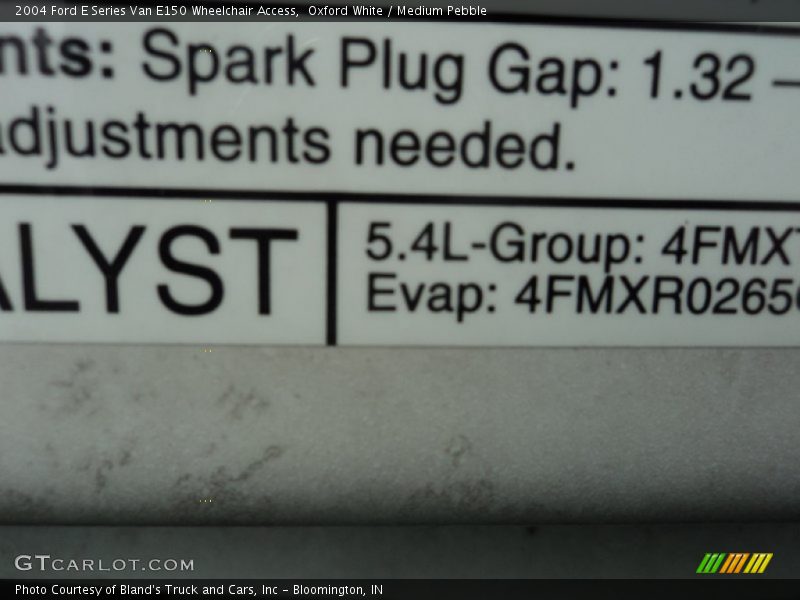 2004 Ford E Series Van E150 Wheelchair Access, Oxford White / Medium Pebble
nts: Spark Plug Gap: 1.32 –
adjustments needed.
ALYST
5.4L-Group: 4FMX
Evap: 4FMXR0265
GTCARLOT.COM
Photo Courtesy of Bland's Truck and Cars, Inc – Bloomington, IN